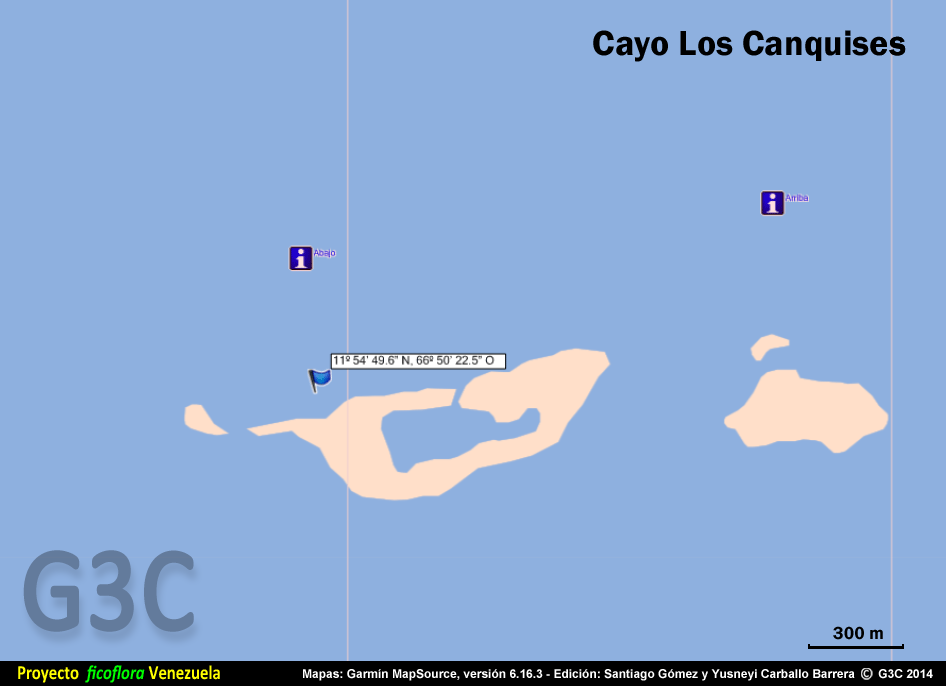 Cayo Los Canquises
Arriba
Abajo
11º 54' 49.6" N, 66º 50' 22.5" O
G3C
300 m
Proyecto ficoflora Venezuela
Mapas: Garmin MapSource, versión 6.16.3 - Edición: Santiago Gómez y Yusneyi Carballo Barrera © G3C 2014